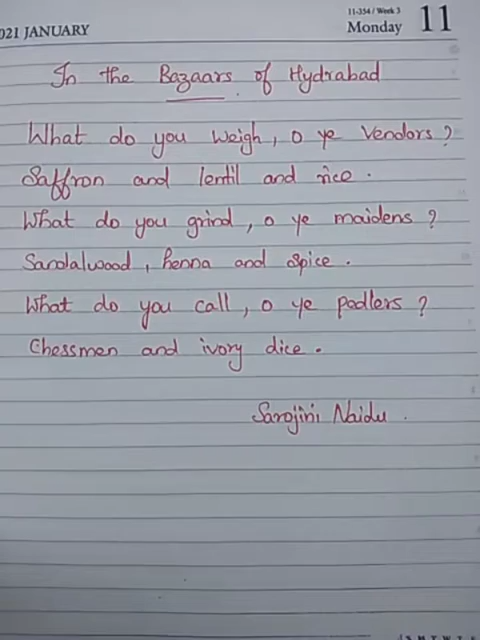 021 JANUARY
11-354 / Week 3
Monday 11
In the Bazaars of Hydrabad
What do you weigh, o ye vendors?
Saffron and lentil and rice.
What do you grind, o ye maidens?
Sandalwood, henna and spice.
What do you call, o ye pedlers?
Chessmen and ivory dice.
Sarojini Naidu.